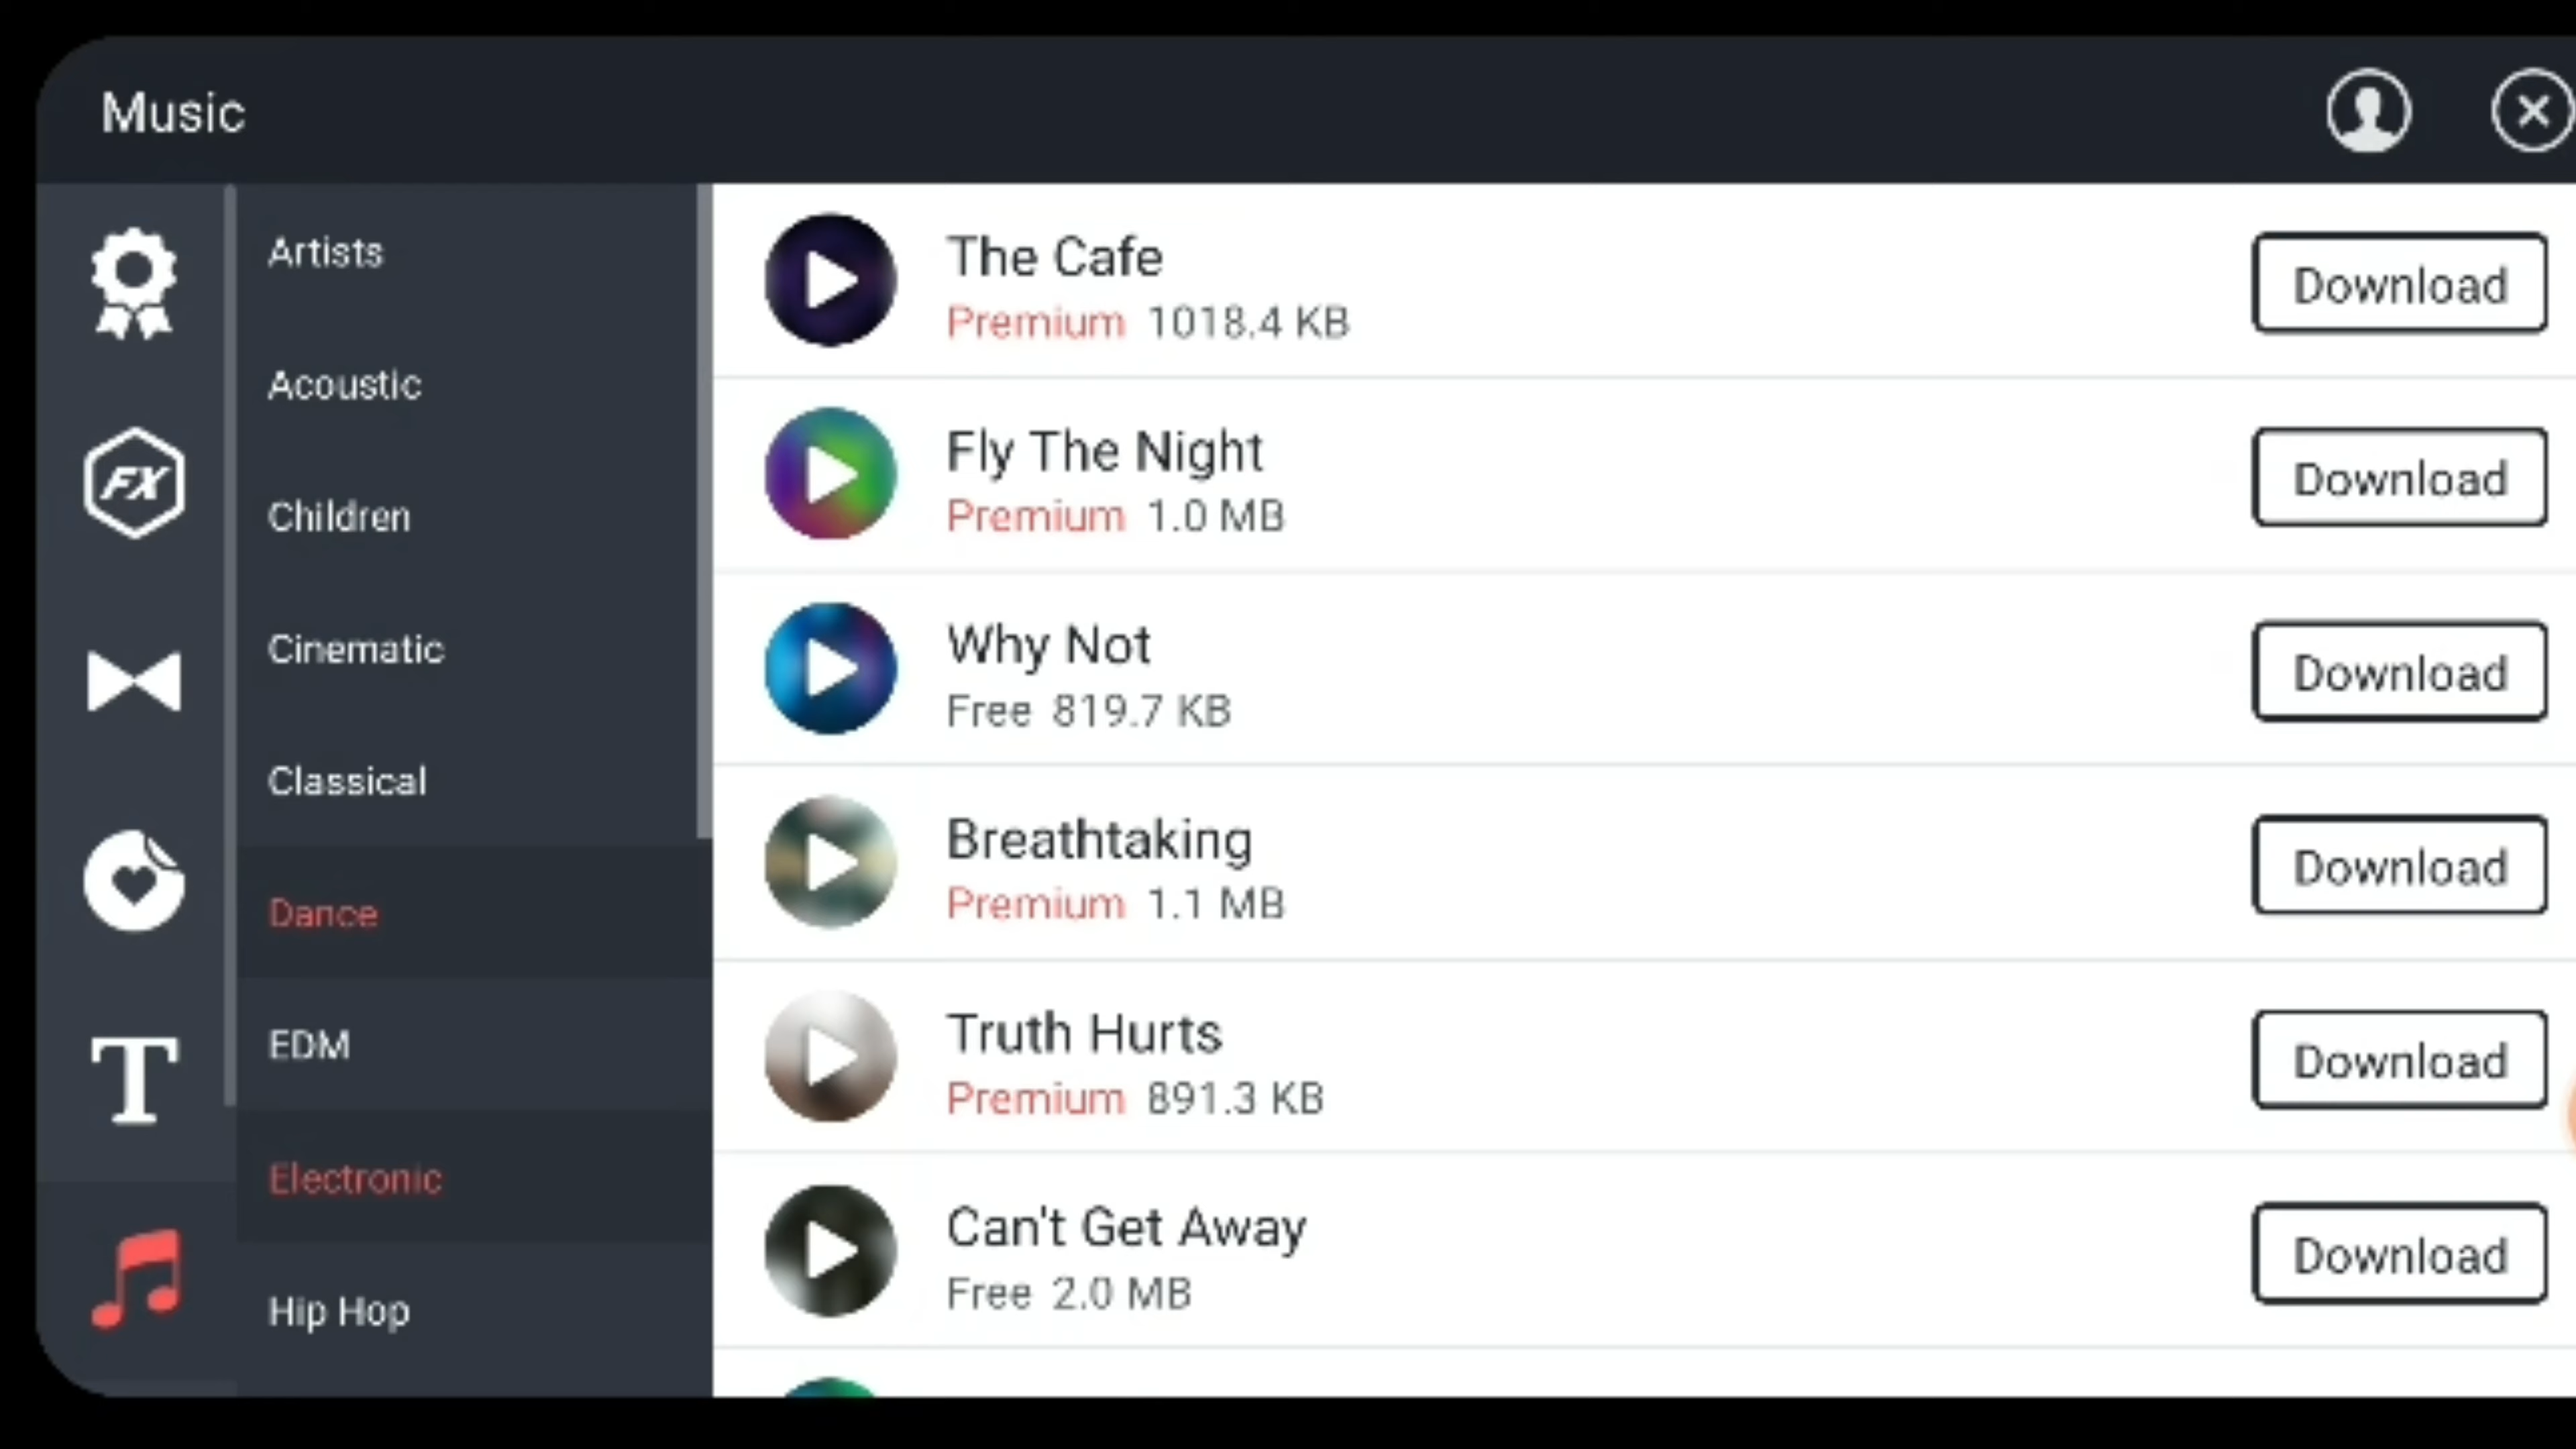 Music
Artists
Acoustic
Children
Cinematic
Classical
Dance
EDM
Electronic
Hip Hop
FX
T
The Cafe
Premium 1018.4 KB
Download
Fly The Night
Premium 1.0 MB
Download
Why Not
Free 819.7 KB
Download
Breathtaking
Premium 1.1 MB
Download
Truth Hurts
Premium 891.3 KB
Download
Can't Get Away
Free 2.0 MB
Download